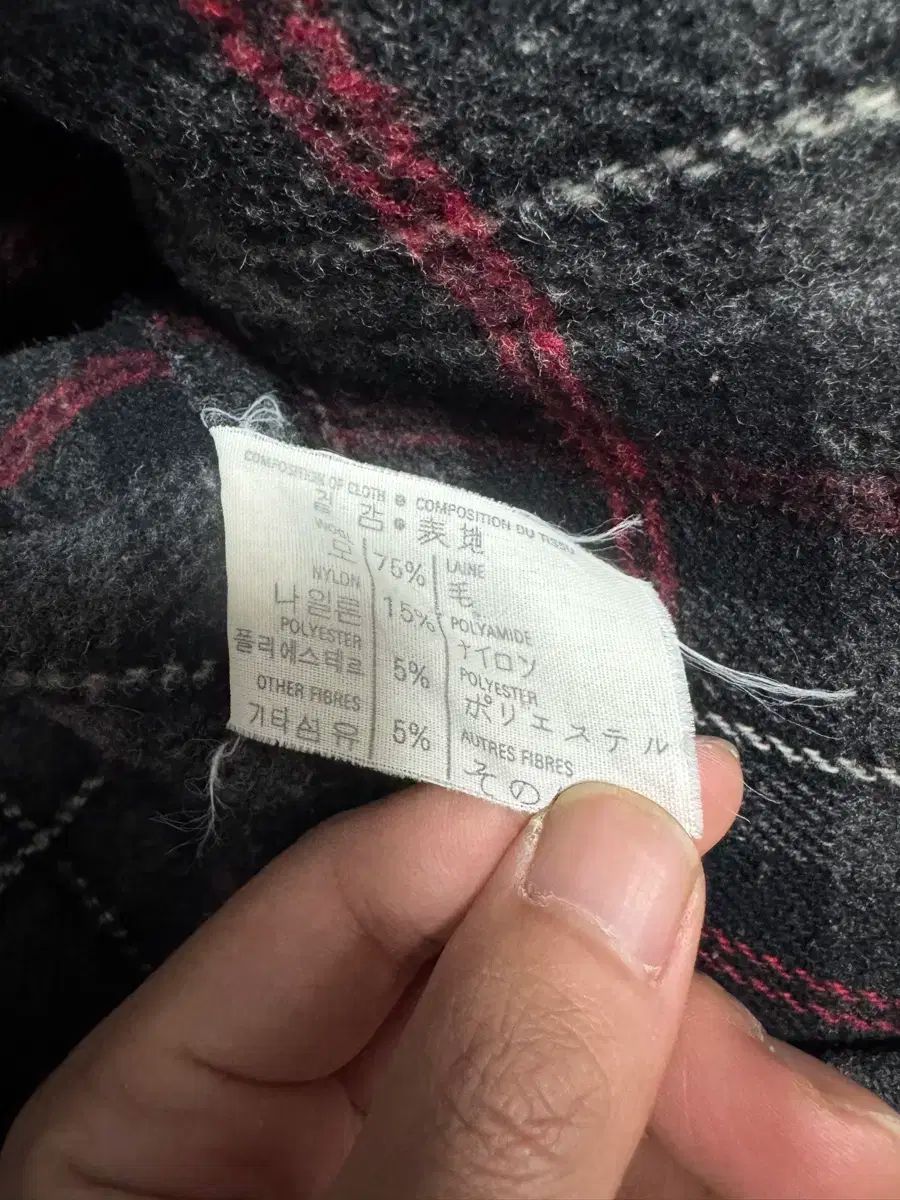 COMPOSITION OF CLOTH ● COMPOSITION DU TISSU
겉 감 ● 表地
WOOL LAINE
모 75% 毛
NYLON POLYAMIDE
나일론 15% ナイロン
POLYESTER POLYESTER
폴리에스테르 5% ポリエステル
OTHER FIBRES AUTRES FIBRES
기타섬유 5% その